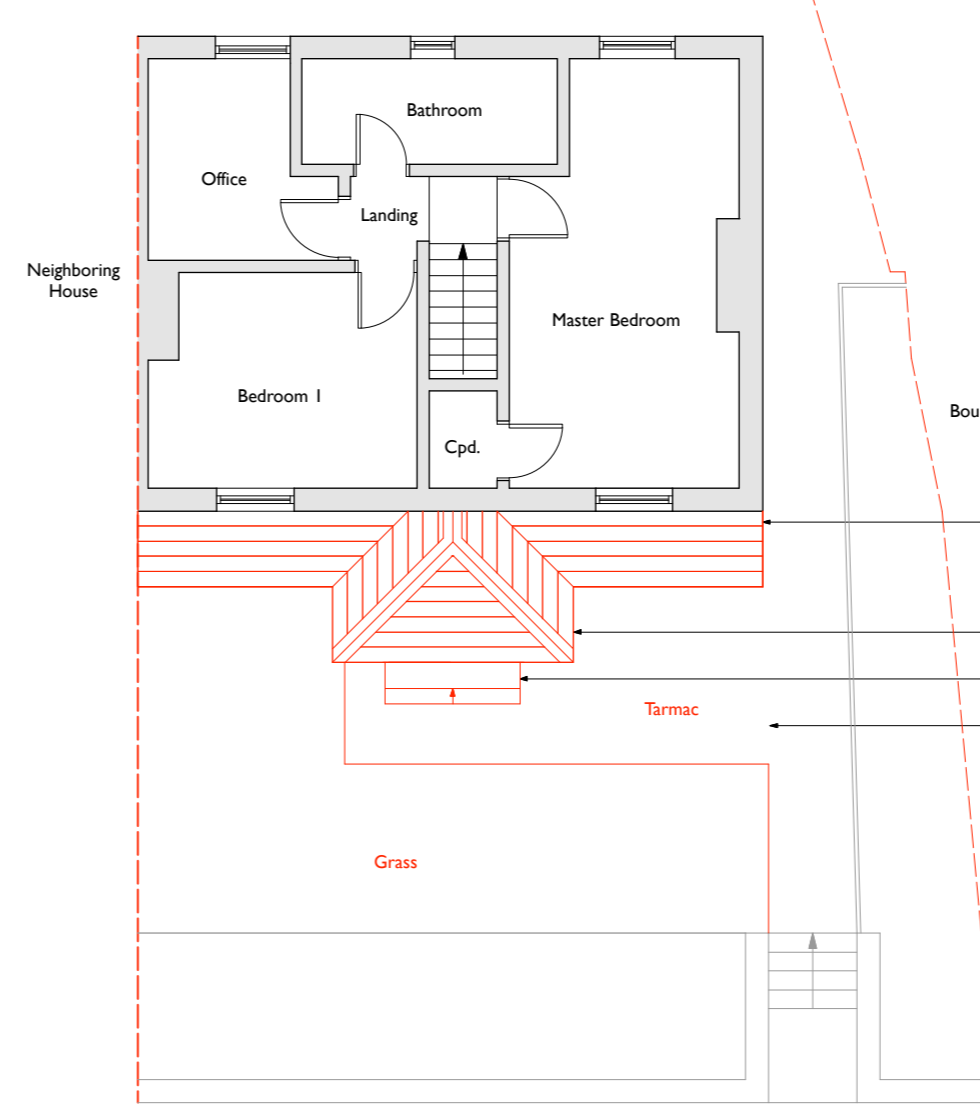 Bathroom
Office
Landing
Neighboring
House
Master Bedroom
Bedroom 1
Bou
Cpd.
Tarmac
Grass